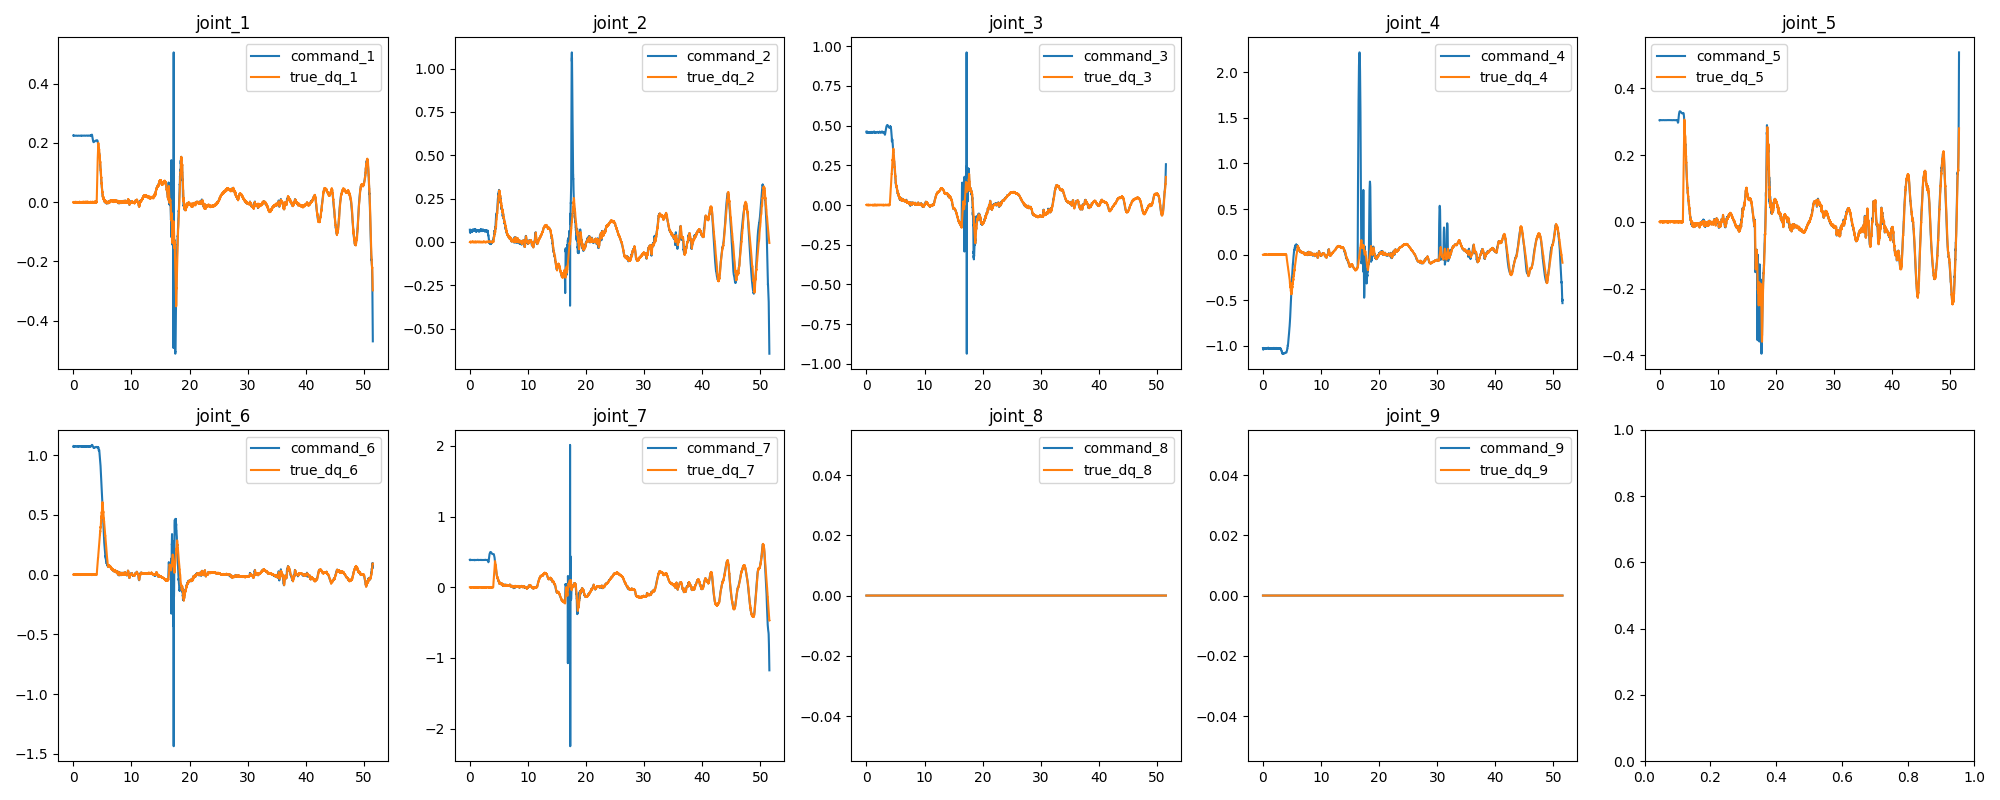 joint_1
command_1
true_dq_1
0.4
0.2
0.0
−0.2
−0.4
0 10 20 30 40 50
joint_2
command_2
true_dq_2
1.00
0.75
0.50
0.25
0.00
−0.25
−0.50
0 10 20 30 40 50
joint_3
command_3
true_dq_3
1.00
0.75
0.50
0.25
0.00
−0.25
−0.50
−0.75
−1.00
0 10 20 30 40 50
joint_4
command_4
true_dq_4
2.0
1.5
1.0
0.5
0.0
−0.5
−1.0
0 10 20 30 40 50
joint_5
command_5
true_dq_5
0.4
0.2
0.0
−0.2
−0.4
0 10 20 30 40 50
joint_6
command_6
true_dq_6
1.0
0.5
0.0
−0.5
−1.0
−1.5
0 10 20 30 40 50
joint_7
command_7
true_dq_7
2
1
0
−1
−2
0 10 20 30 40 50
joint_8
command_8
true_dq_8
0.04
0.02
0.00
−0.02
−0.04
0 10 20 30 40 50
joint_9
command_9
true_dq_9
0.04
0.02
0.00
−0.02
−0.04
0 10 20 30 40 50
1.0
0.8
0.6
0.4
0.2
0.0
0.0 0.2 0.4 0.6 0.8 1.0